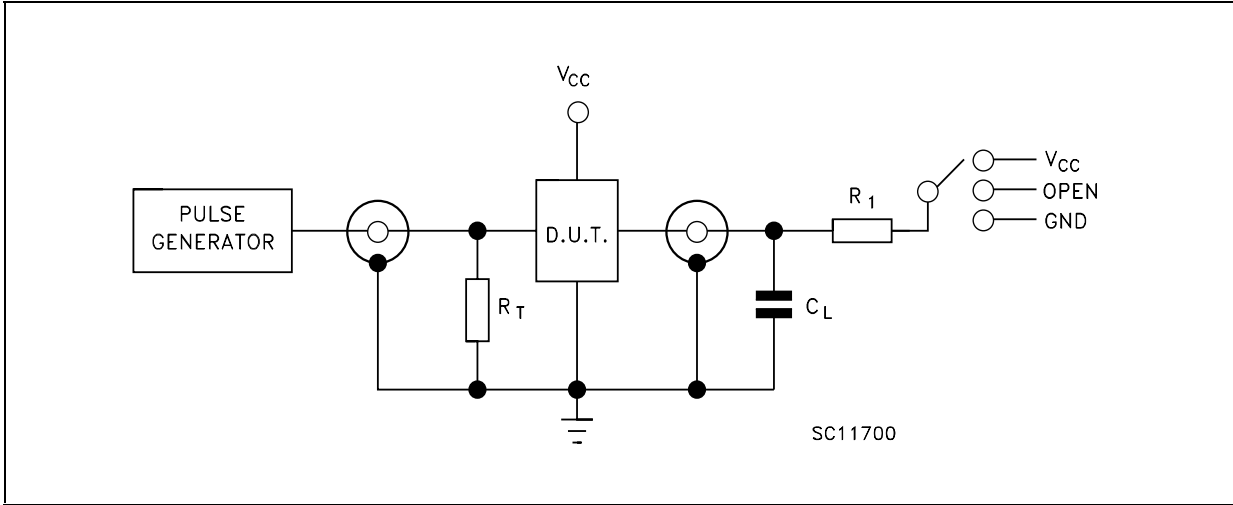 VCC
PULSE
GENERATOR
RT
D.U.T.
CL
R1
VCC
OPEN
GND
SC11700